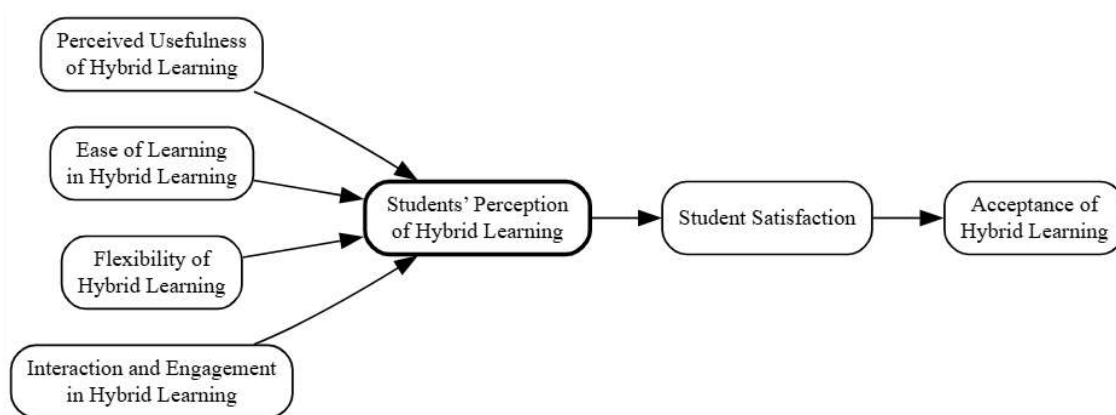 Perceived Usefulness
of Hybrid Learning
Ease of Learning
in Hybrid Learning
Flexibility of
Hybrid Learning
Interaction and Engagement
in Hybrid Learning
Students’ Perception
of Hybrid Learning
Student Satisfaction
Acceptance of
Hybrid Learning